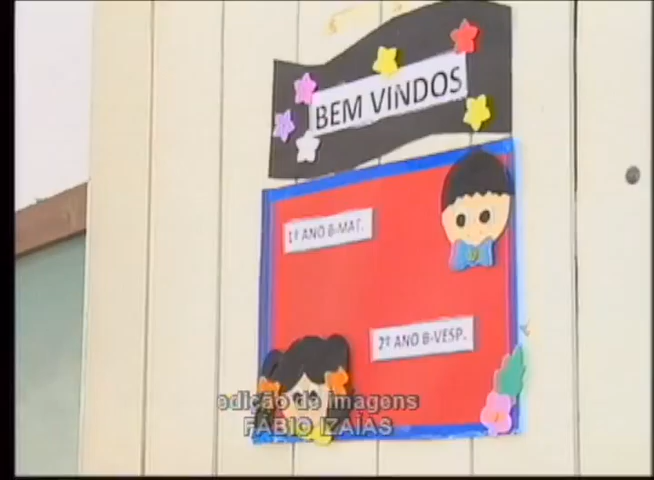 BEM VINDOS
1º ANO B-MAT.
2º ANO B-VESP.
edição de imagens
FÁBIO IZAÍAS